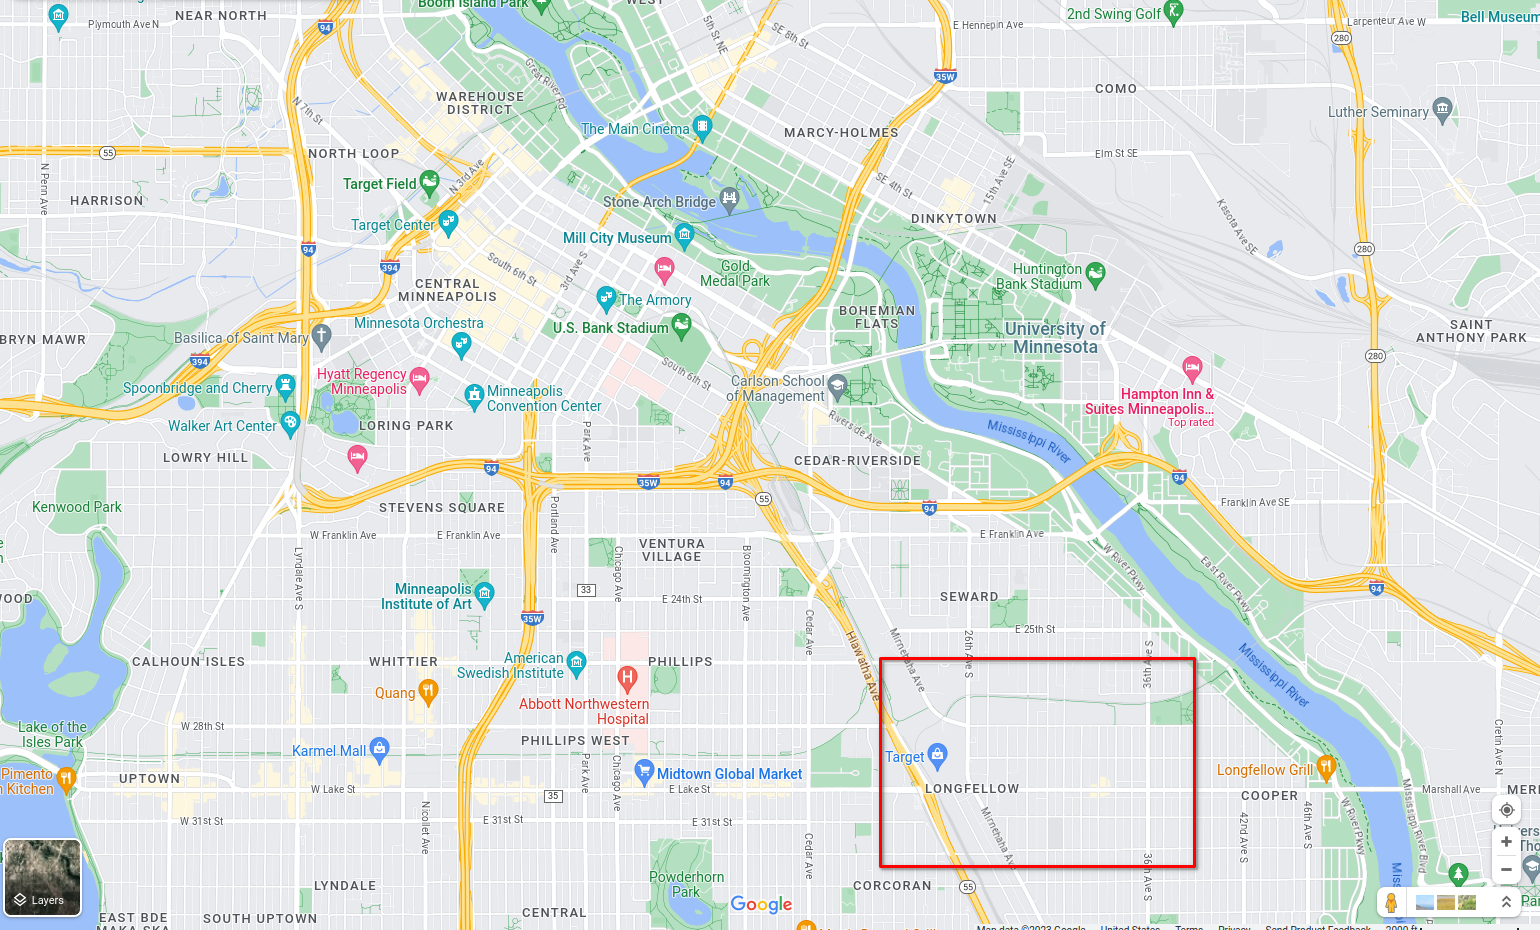 Boom Island Park
WEST
NEAR NORTH
Plymouth Ave N
94
5th St NE
SE 8th St
E Hennepin Ave
2nd Swing Golf
Larpenteur Ave W
Bell Museum
280
35W
Great River Rd
WAREHOUSE
DISTRICT
N 7th St
COMO
Luther Seminary
The Main Cinema
MARCY-HOLMES
55
NORTH LOOP
Elm St SE
N Penn Ave
Target Field
N 3rd Ave
SE 4th St
15th Ave SE
HARRISON
Stone Arch Bridge
DINKYTOWN
Kasota Ave SE
Target Center
Mill City Museum
94
394
280
South 6th St
3rd Ave S
Gold
Medal Park
Huntington
Bank Stadium
CENTRAL
MINNEAPOLIS
The Armory
BOHEMIAN
FLATS
Minnesota Orchestra
U.S. Bank Stadium
University of
Minnesota
SAINT
ANTHONY PARK
BRYN MAWR
Basilica of Saint Mary
394
280
South 6th St
Hyatt Regency
Minneapolis
Spoonbridge and Cherry
Minneapolis
Convention Center
Carlson School
of Management
Hampton Inn &
Suites Minneapolis...
Top rated
Walker Art Center
LORING PARK
Park Ave
Riverside Ave
Mississippi River
LOWRY HILL
94
35W
94
CEDAR-RIVERSIDE
94
Kenwood Park
STEVENS SQUARE
Portland Ave
55
94
Franklin Ave SE
W Franklin Ave
E Franklin Ave
VENTURA
VILLAGE
E Franklin Ave
Lyndale Ave S
Chicago Ave
Bloomington Ave
W River Pkwy
East River Pkwy
Minneapolis
Institute of Art
33
E 24th St
SEWARD
94
35W
Cedar Ave
Hiawatha Ave
Minnehaha Ave
26th Ave S
E 25th St
36th Ave S
CALHOUN ISLES
WHITTIER
American
Swedish Institute
PHILLIPS
Mississippi River
Quang
Abbott Northwestern
Hospital
Lake of the
Isles Park
W 28th St
E 28th St
Karmel Mall
PHILLIPS WEST
Park Ave
Chicago Ave
Target
Cretin Ave N
Pimento
n Kitchen
UPTOWN
W Lake St
35
Midtown Global Market
E Lake St
LONGFELLOW
Longfellow Grill
COOPER
Marshall Ave
MERR
W 31st St
Nicollet Ave
E 31st St
E 31st St
Cedar Ave
Minnehaha Ave
36th Ave S
42nd Ave S
46th Ave S
W River Pkwy
Mississippi River Blvd
Layers
LYNDALE
Powderhorn
Park
CORCORAN
55
EAST BDE
MAKA SKA
SOUTH UPTOWN
CENTRAL
Google
Map data ©2023 Google
United States
Terms
Privacy
Send Product Feedback
2000 ft